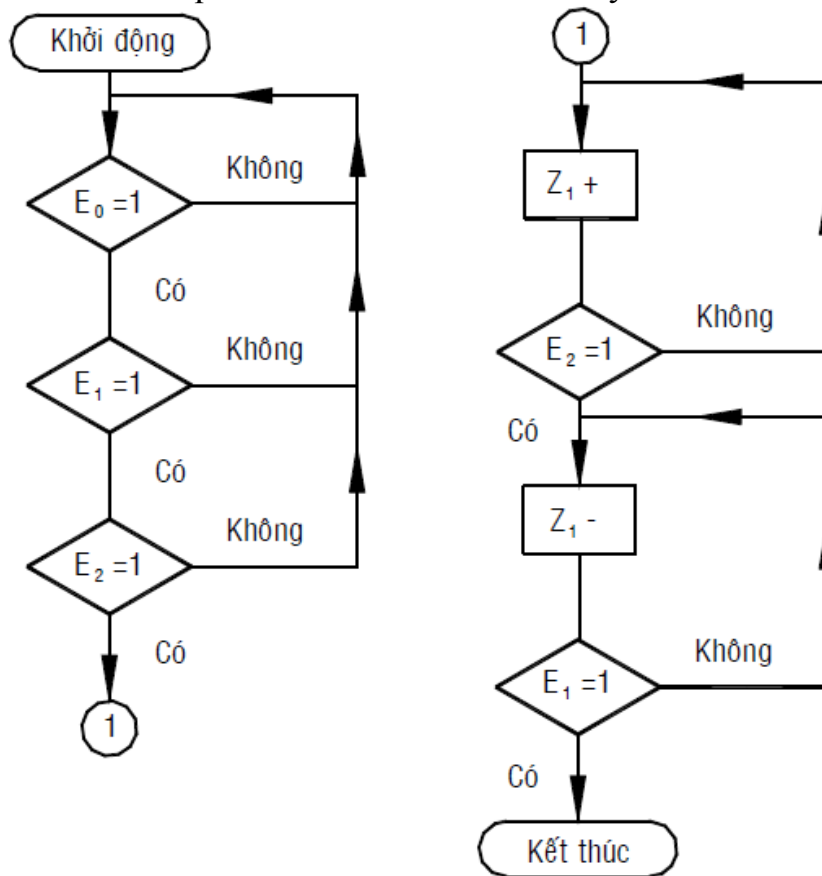 Khởi động
E₀ =1
Không
Có
E₁ =1
Không
Có
E₂ =1
Không
Có
1
1
Z₁ +
E₂ =1
Không
Có
Z₁ -
E₁ =1
Không
Có
Kết thúc